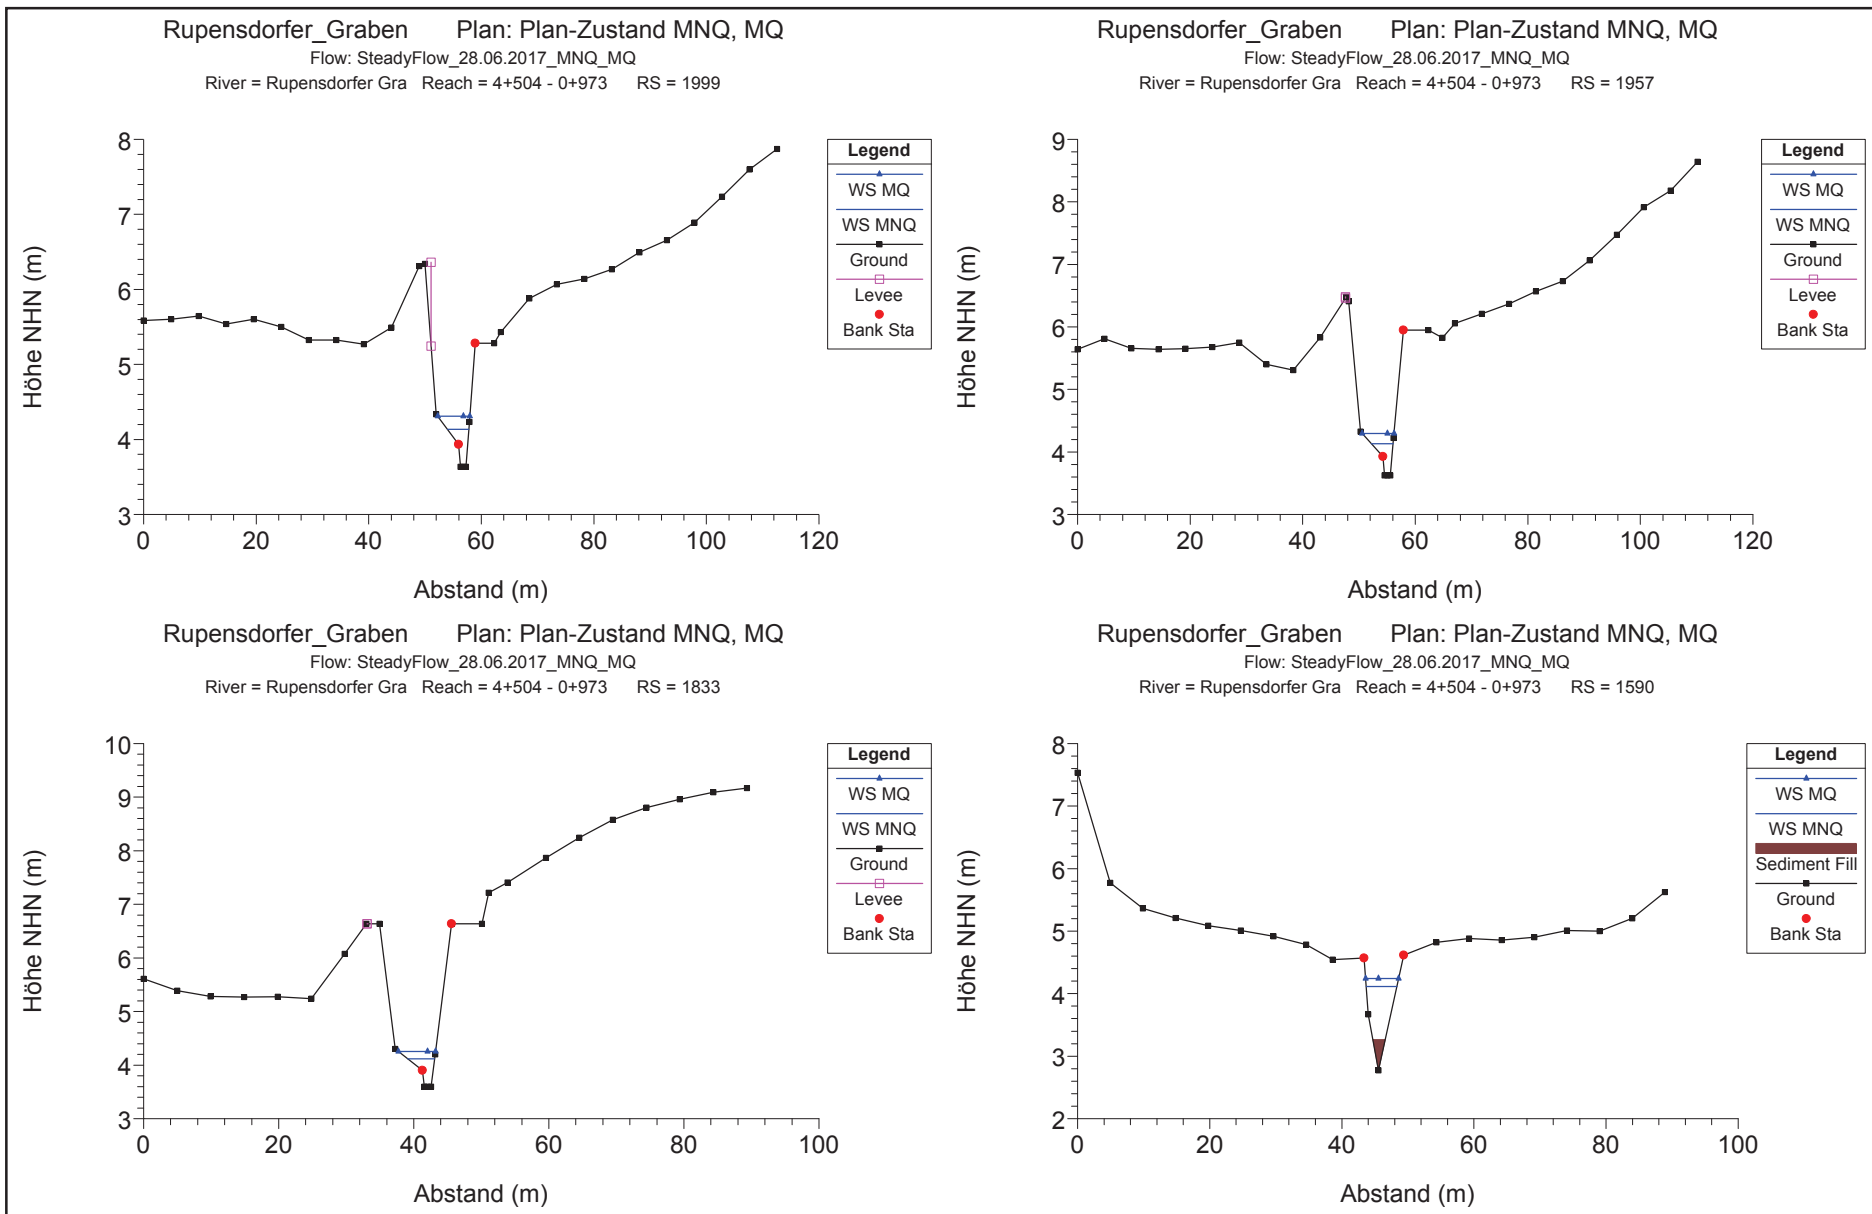 Rupensdorfer_Graben Plan: Plan-Zustand MNQ, MQ
Flow: SteadyFlow_28.06.2017_MNQ_MQ
River = Rupensdorfer Gra Reach = 4+504 - 0+973 RS = 1999
8
7
6
5
4
3
0 20 40 60 80 100 120
Höhe NHN (m)
Abstand (m)
Legend
WS MQ
WS MNQ
Ground
Levee
Bank Sta
Rupensdorfer_Graben Plan: Plan-Zustand MNQ, MQ
Flow: SteadyFlow_28.06.2017_MNQ_MQ
River = Rupensdorfer Gra Reach = 4+504 - 0+973 RS = 1957
9
8
7
6
5
4
3
0 20 40 60 80 100 120
Höhe NHN (m)
Abstand (m)
Legend
WS MQ
WS MNQ
Ground
Levee
Bank Sta
Rupensdorfer_Graben Plan: Plan-Zustand MNQ, MQ
Flow: SteadyFlow_28.06.2017_MNQ_MQ
River = Rupensdorfer Gra Reach = 4+504 - 0+973 RS = 1833
10
9
8
7
6
5
4
3
0 20 40 60 80 100
Höhe NHN (m)
Abstand (m)
Legend
WS MQ
WS MNQ
Ground
Levee
Bank Sta
Rupensdorfer_Graben Plan: Plan-Zustand MNQ, MQ
Flow: SteadyFlow_28.06.2017_MNQ_MQ
River = Rupensdorfer Gra Reach = 4+504 - 0+973 RS = 1590
8
7
6
5
4
3
2
0 20 40 60 80 100
Höhe NHN (m)
Abstand (m)
Legend
WS MQ
WS MNQ
Sediment Fill
Ground
Bank Sta